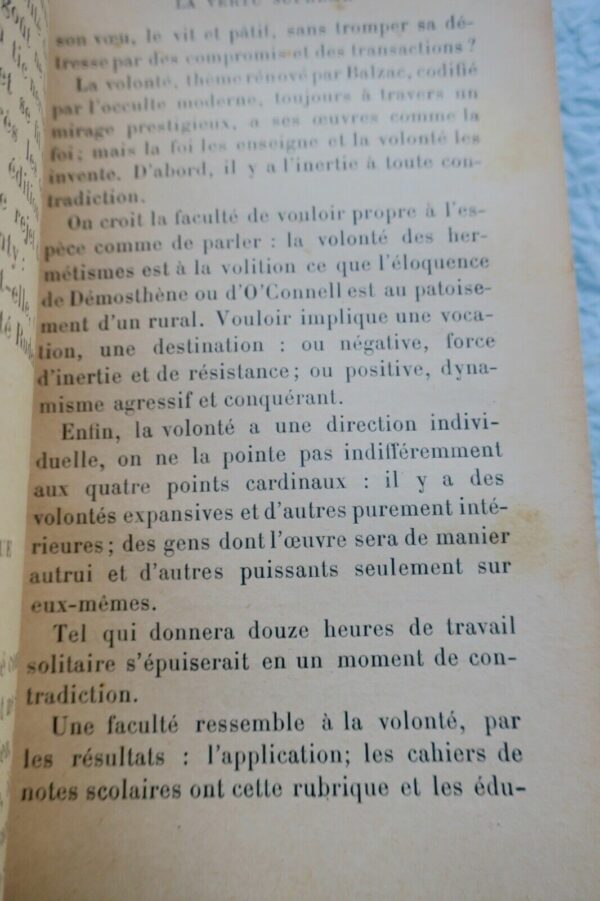 LA VERTU SUPRÊME
son vœu, le vit et pâtit, sans tromper sa dé-
tresse par des compromis et des transactions ?
La volonté, thème rénové par Balzac, codifié
par l'occulte moderne, toujours à travers un
mirage prestigieux, a ses œuvres comme la
foi ; mais la foi les enseigne et la volonté les
invente. D'abord, il y a l'inertie à toute con-
tradiction.
On croit la faculté de vouloir propre à l'es-
pèce comme de parler : la volonté des her-
métismes est à la volition ce que l'éloquence
de Démosthène ou d'O'Connell est au patoise-
ment d'un rural. Vouloir implique une voca-
tion, une destination : ou négative, force
d'inertie et de résistance ; ou positive, dyna-
misme agressif et conquérant.
Enfin, la volonté a une direction indivi-
duelle, on ne la pointe pas indifféremment
aux quatre points cardinaux : il y a des
volontés expansives et d'autres purement inté-
rieures ; des gens dont l'œuvre sera de manier
autrui et d'autres puissants seulement sur
eux-mêmes.
Tel qui donnera douze heures de travail
solitaire s'épuiserait en un moment de con-
tradiction.
Une faculté ressemble à la volonté, par
les résultats : l'application ; les cahiers de
notes scolaires ont cette rubrique et les édu-